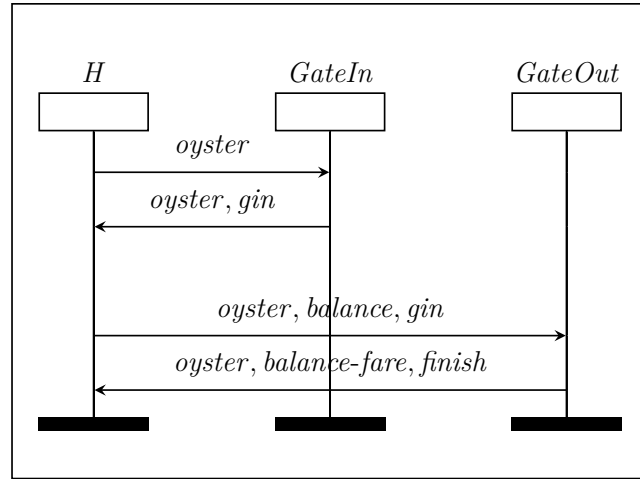 H GateIn GateOut
oyster
oyster, gin
oyster, balance, gin
oyster, balance-fare, finish